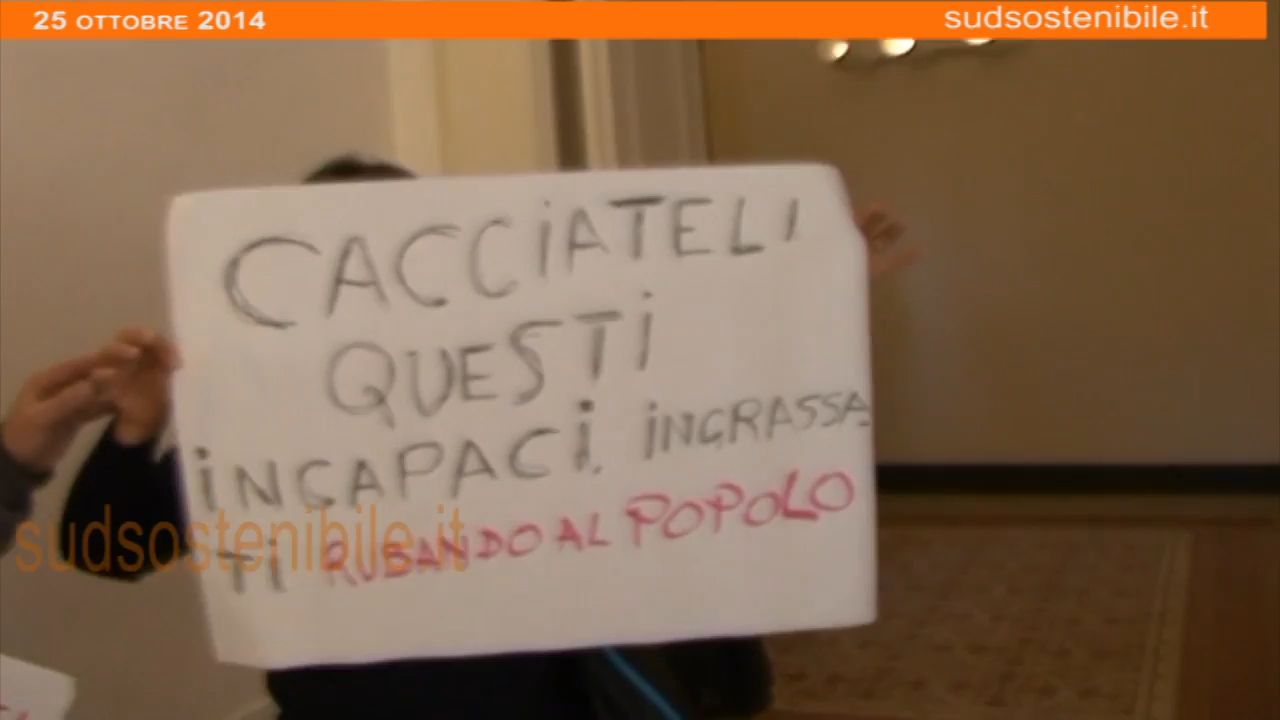 25 OTTOBRE 2014
sudsostenibile.it
CACCIATELI
QUESTI
INCAPACI, INGRASSA
TI RUBANDO AL POPOLO
sudsostenibile.it